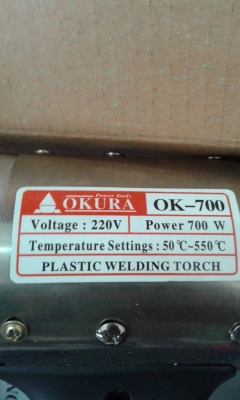 Power Tools
OKURA OK-700
Voltage : 220V Power 700 W
Temperature Settings : 50°C~550°C
PLASTIC WELDING TORCH